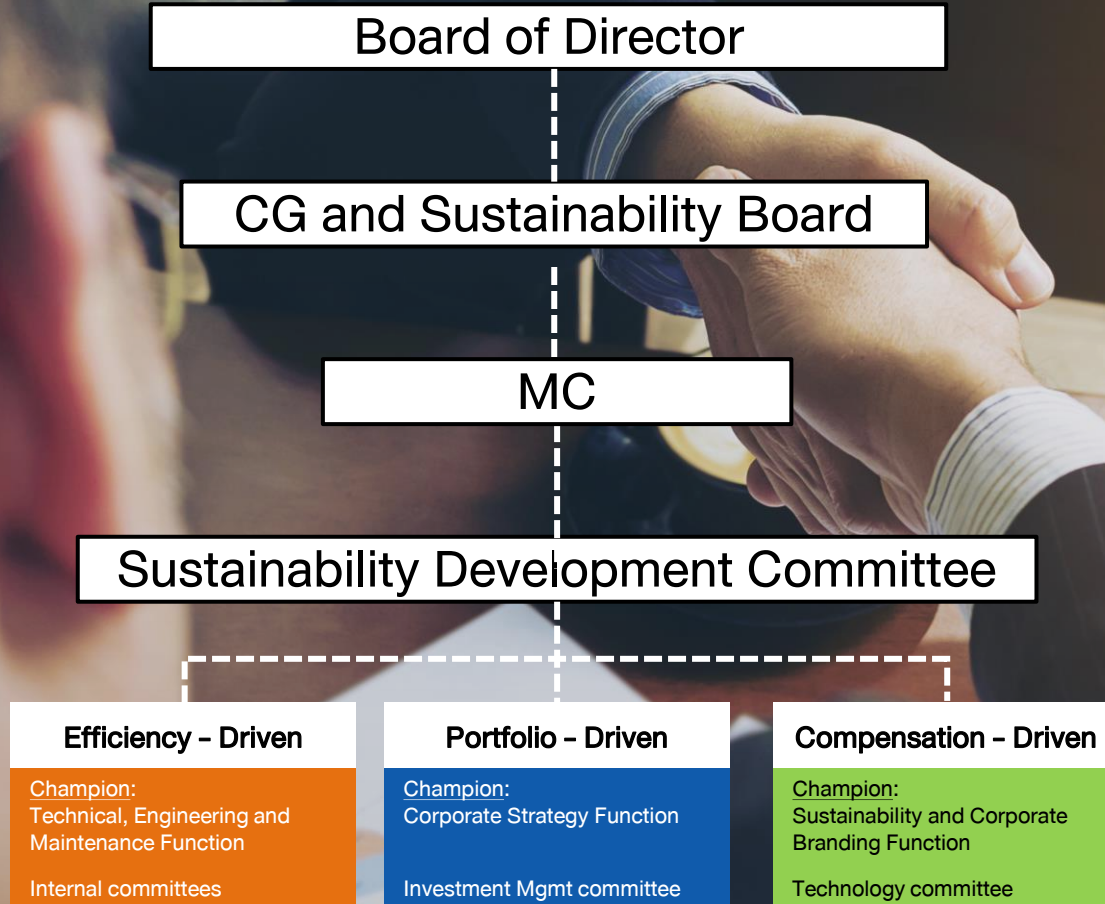 Board of Director
CG and Sustainability Board
MC
Sustainability Development Committee
Efficiency – Driven
Champion:
Technical, Engineering and
Maintenance Function
Internal committees
Portfolio – Driven
Champion:
Corporate Strategy Function
Investment Mgmt committee
Compensation – Driven
Champion:
Sustainability and Corporate
Branding Function
Technology committee